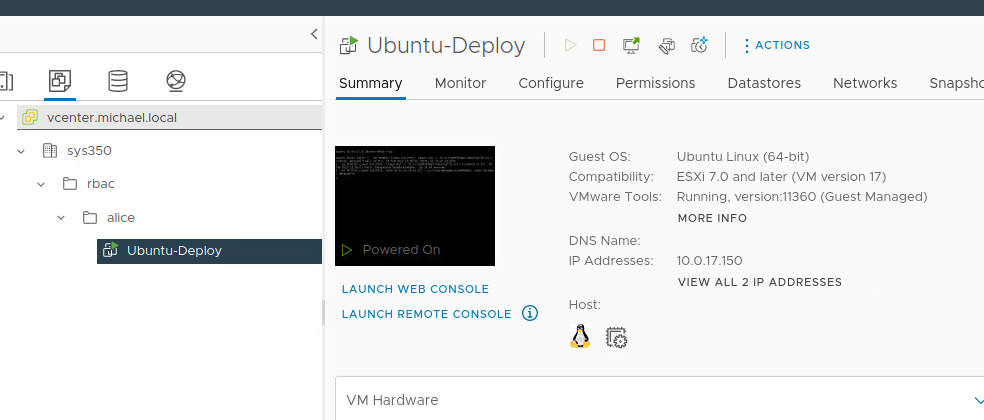 Ubuntu-Deploy
ACTIONS
Summary Monitor Configure Permissions Datastores Networks
vcenter.michael.local
sys350
rbac
alice
Ubuntu-Deploy
Powered On
LAUNCH WEB CONSOLE
LAUNCH REMOTE CONSOLE
Guest OS: Ubuntu Linux (64-bit)
Compatibility: ESXi 7.0 and later (VM version 17)
VMware Tools: Running, version:11360 (Guest Managed)
MORE INFO
DNS Name:
IP Addresses: 10.0.17.150
VIEW ALL 2 IP ADDRESSES
Host:
VM Hardware